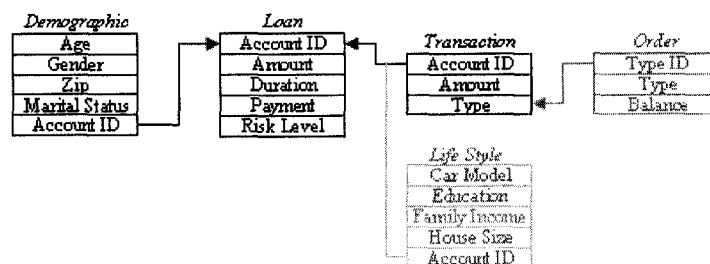 Demographic
Age
Gender
Zip
Marital Status
Account ID
Loan
Account ID
Amount
Duration
Payment
Risk Level
Transaction
Account ID
Amount
Type
Order
Type ID
Type
Balance
Life Style
Car Model
Education
Family Income
House Size
Account ID